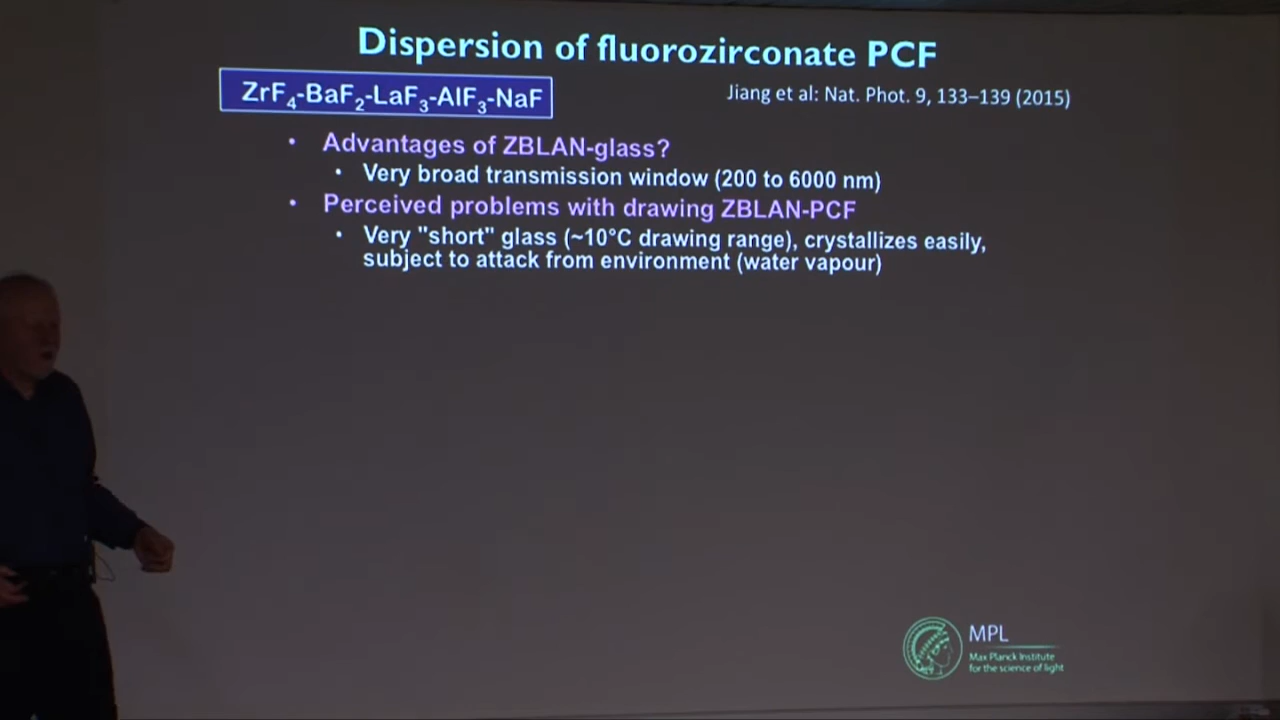 Dispersion of fluorozirconate PCF
ZrF4-BaF2-LaF3-AlF3-NaF
Jiang et al: Nat. Phot. 9, 133–139 (2015)
• Advantages of ZBLAN-glass?
• Very broad transmission window (200 to 6000 nm)
• Perceived problems with drawing ZBLAN-PCF
• Very "short" glass (~10°C drawing range), crystallizes easily,
subject to attack from environment (water vapour)
MPL
Max Planck Institute
for the science of light